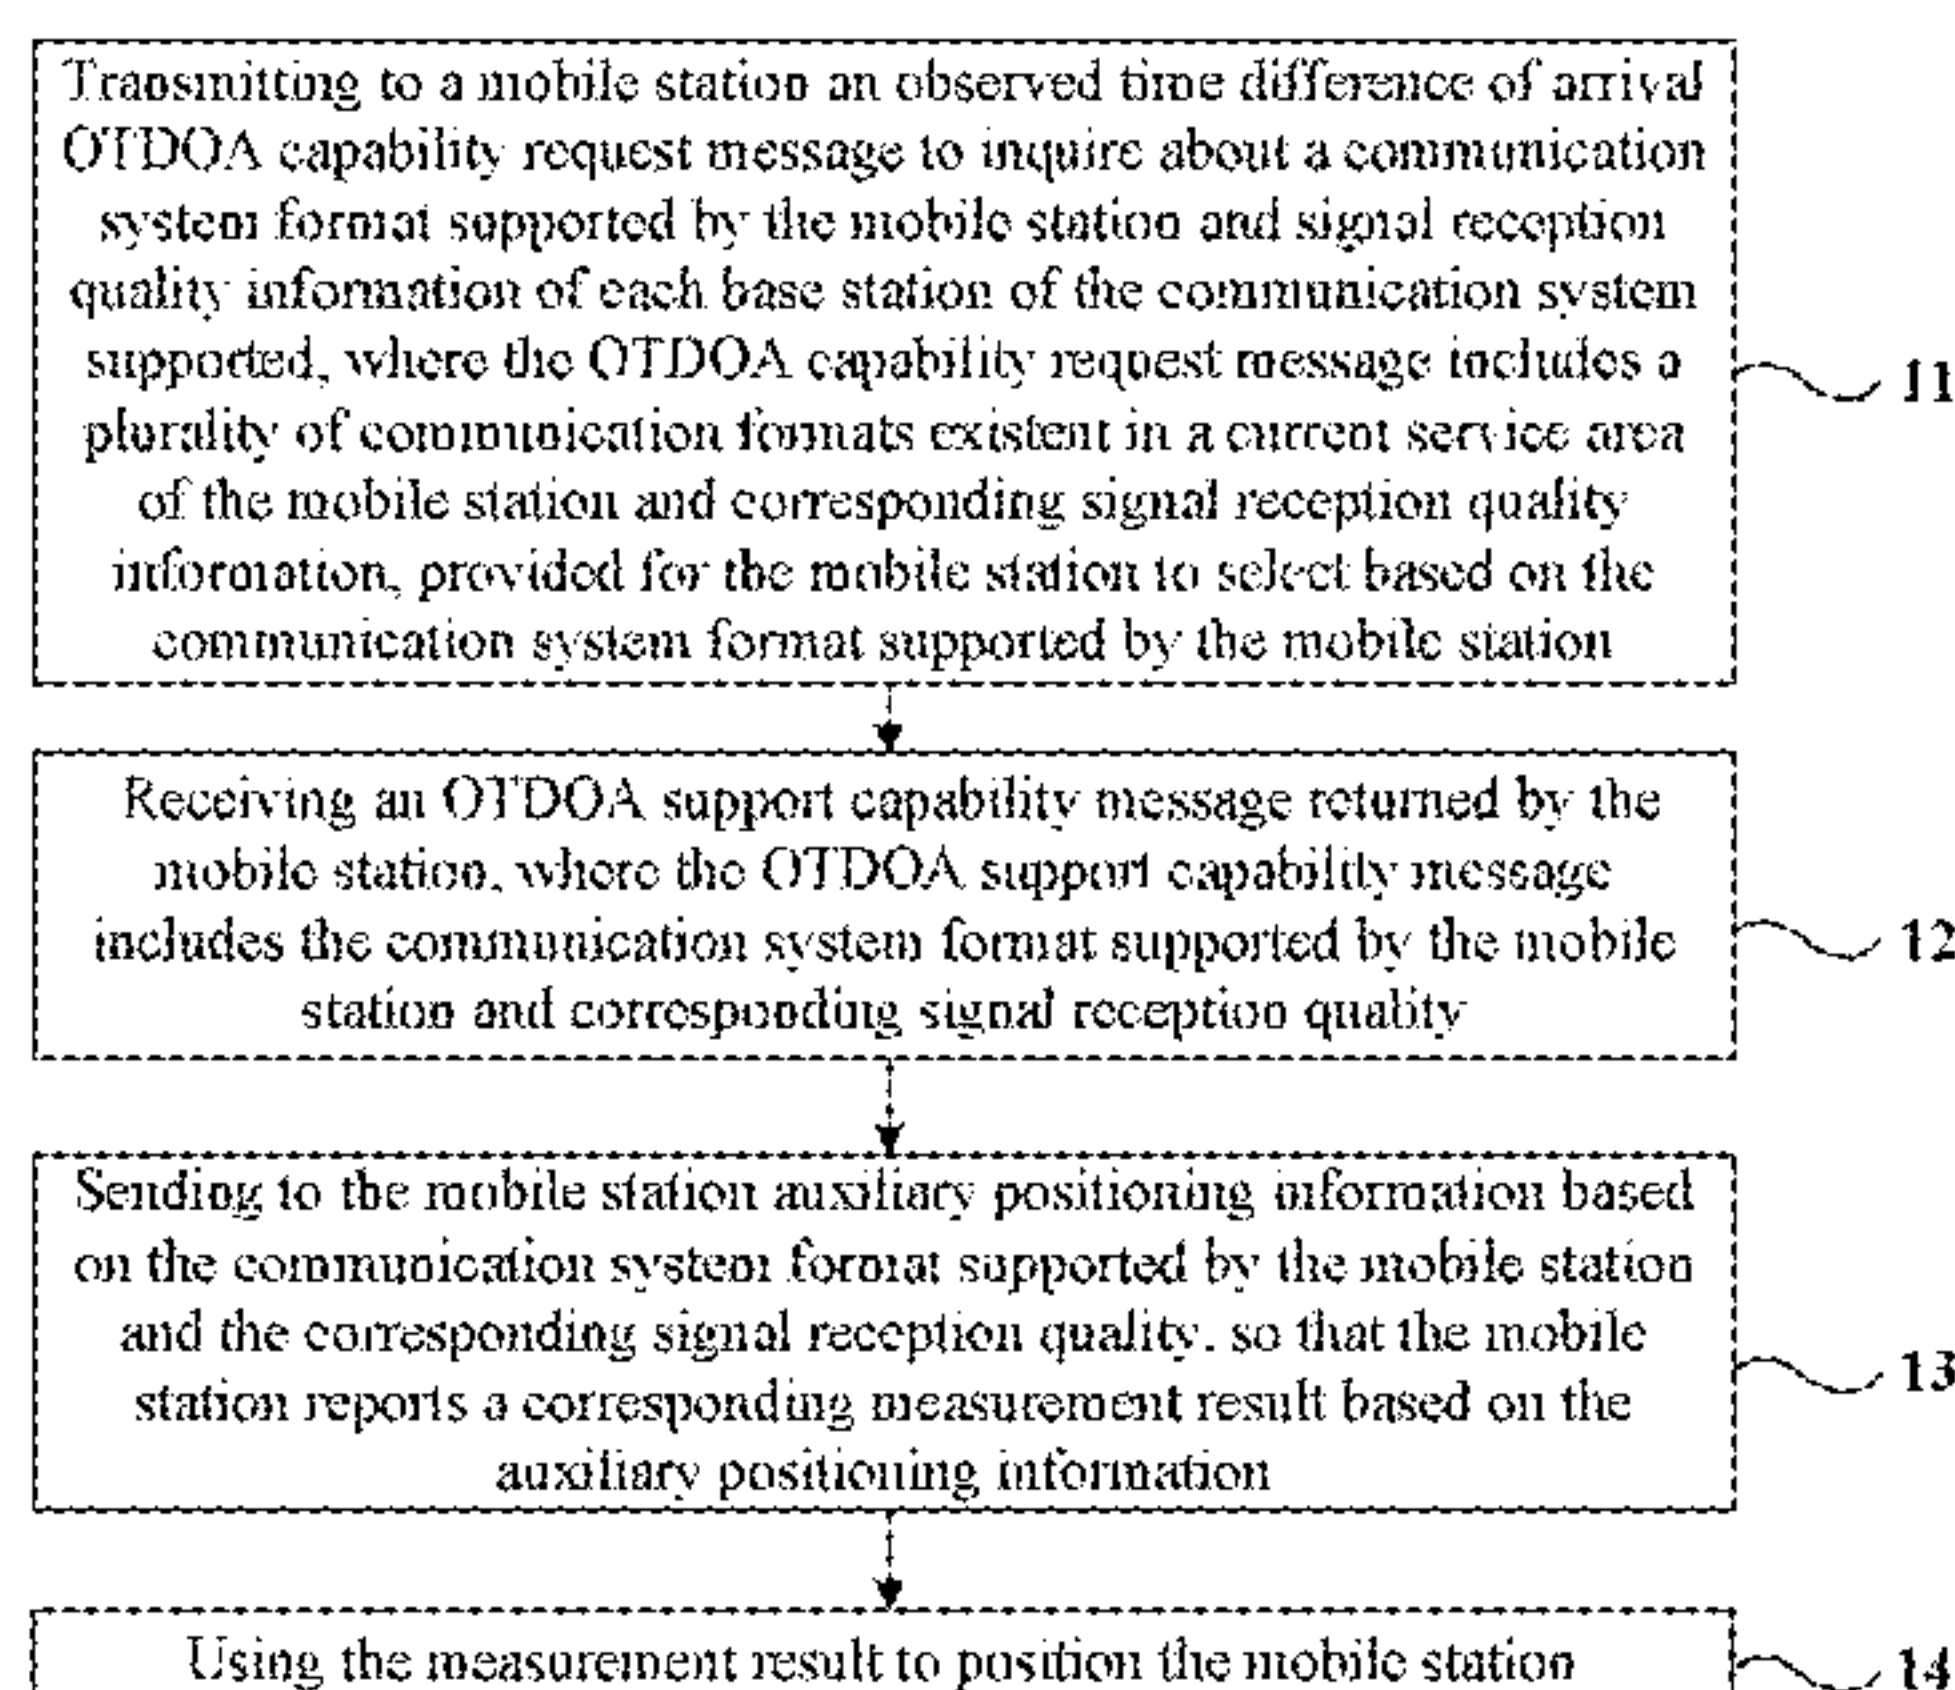 Transmitting to a mobile station an observed time difference of arrival
OTDOA capability request message to inquire about a communication
system format supported by the mobile station and signal reception
quality information of each base station of the communication system
supported, where the OTDOA capability request message includes a
plurality of communication formats existent in a current service area
of the mobile station and corresponding signal reception quality
information, provided for the mobile station to select based on the
communication system format supported by the mobile station
11
Receiving an OTDOA support capability message returned by the
mobile station, where the OTDOA support capability message
includes the communication system format supported by the mobile
station and corresponding signal reception quality
12
Sending to the mobile station auxiliary positioning information based
on the communication system format supported by the mobile station
and the corresponding signal reception quality, so that the mobile
station reports a corresponding measurement result based on the
auxiliary positioning information
13
Using the measurement result to position the mobile station
14